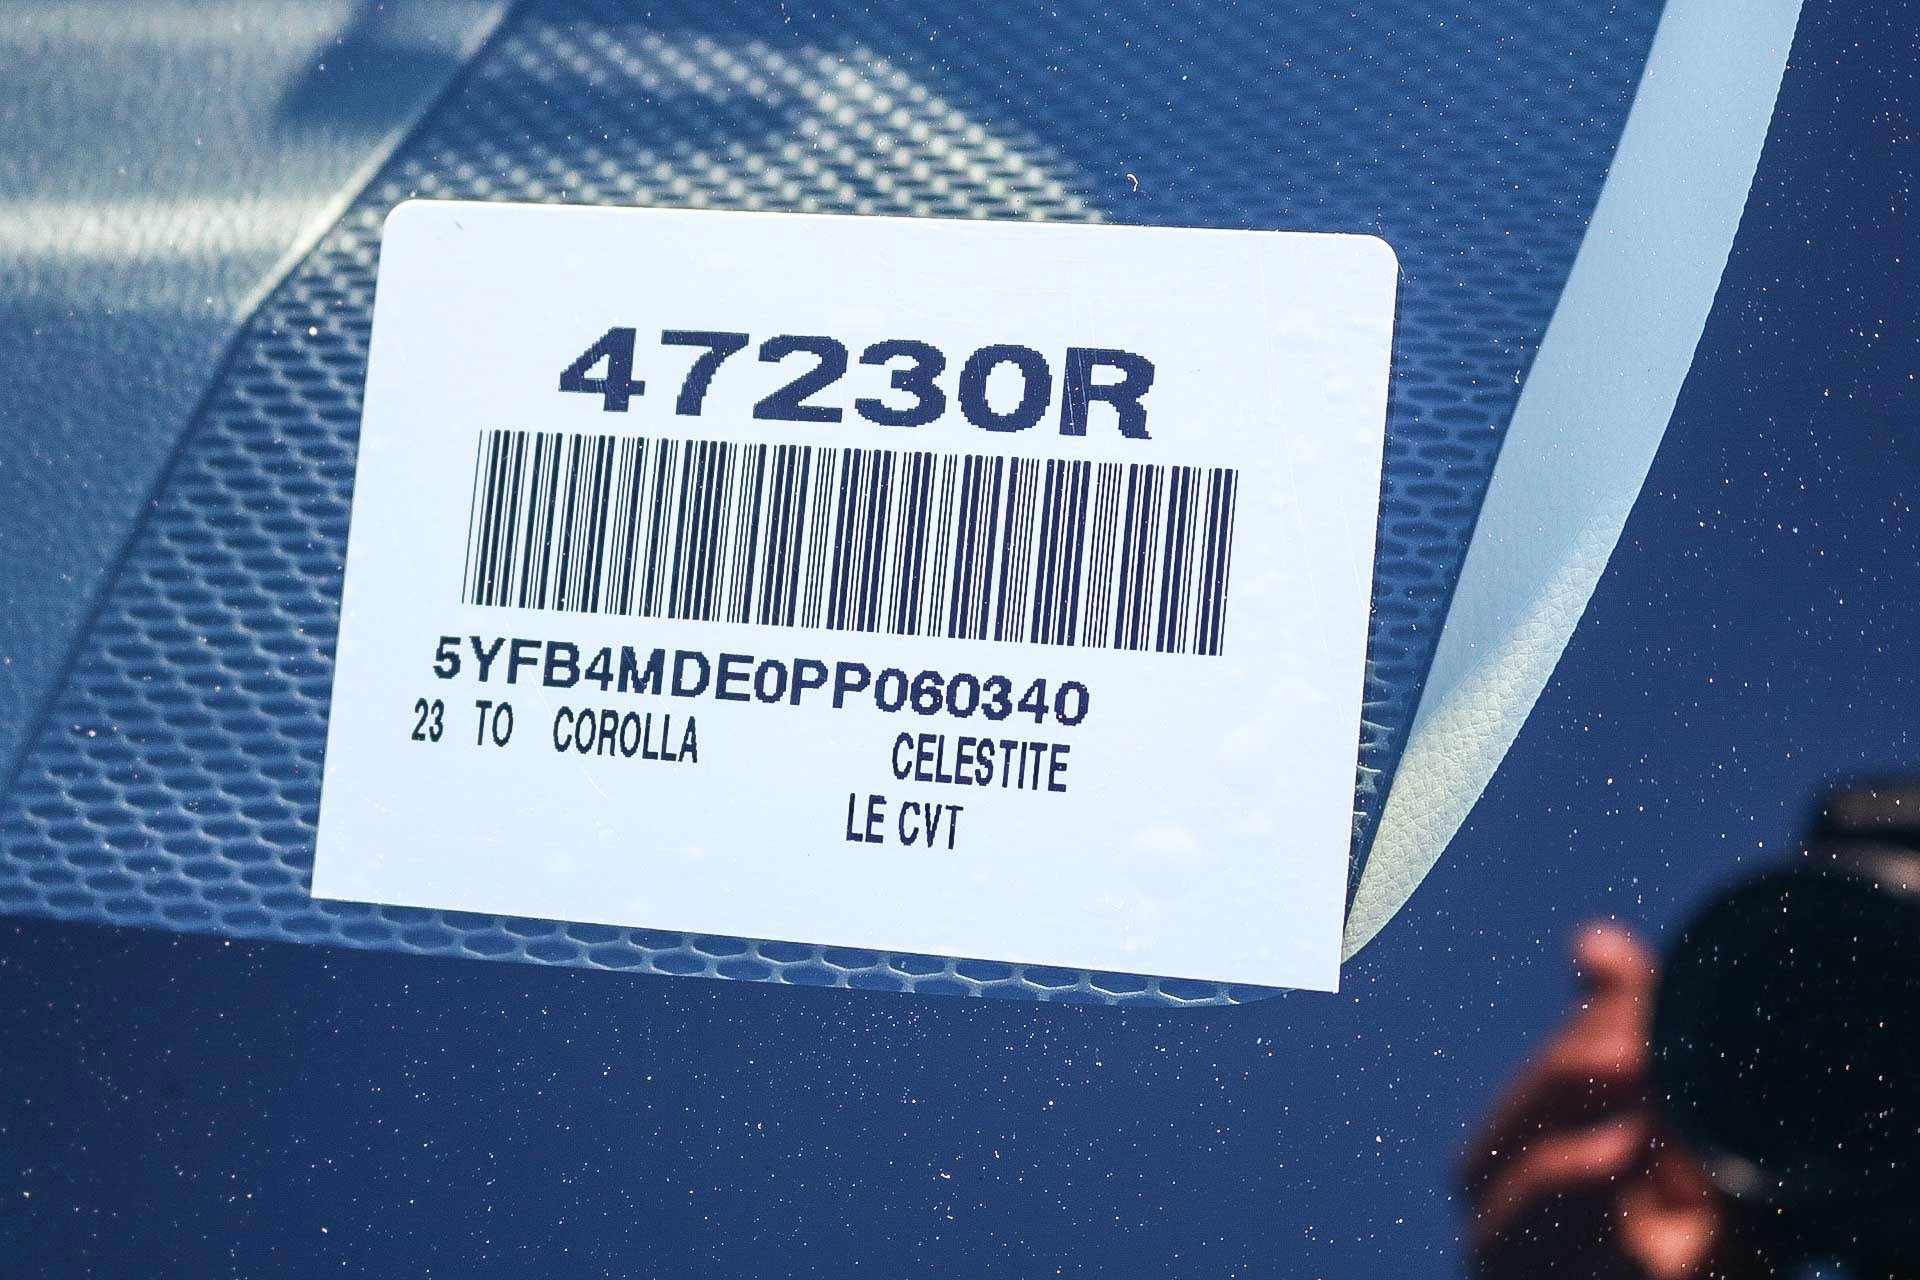 47230R
5YFB4MDE0PP060340
23 TO COROLLA CELESTITE
LE CVT